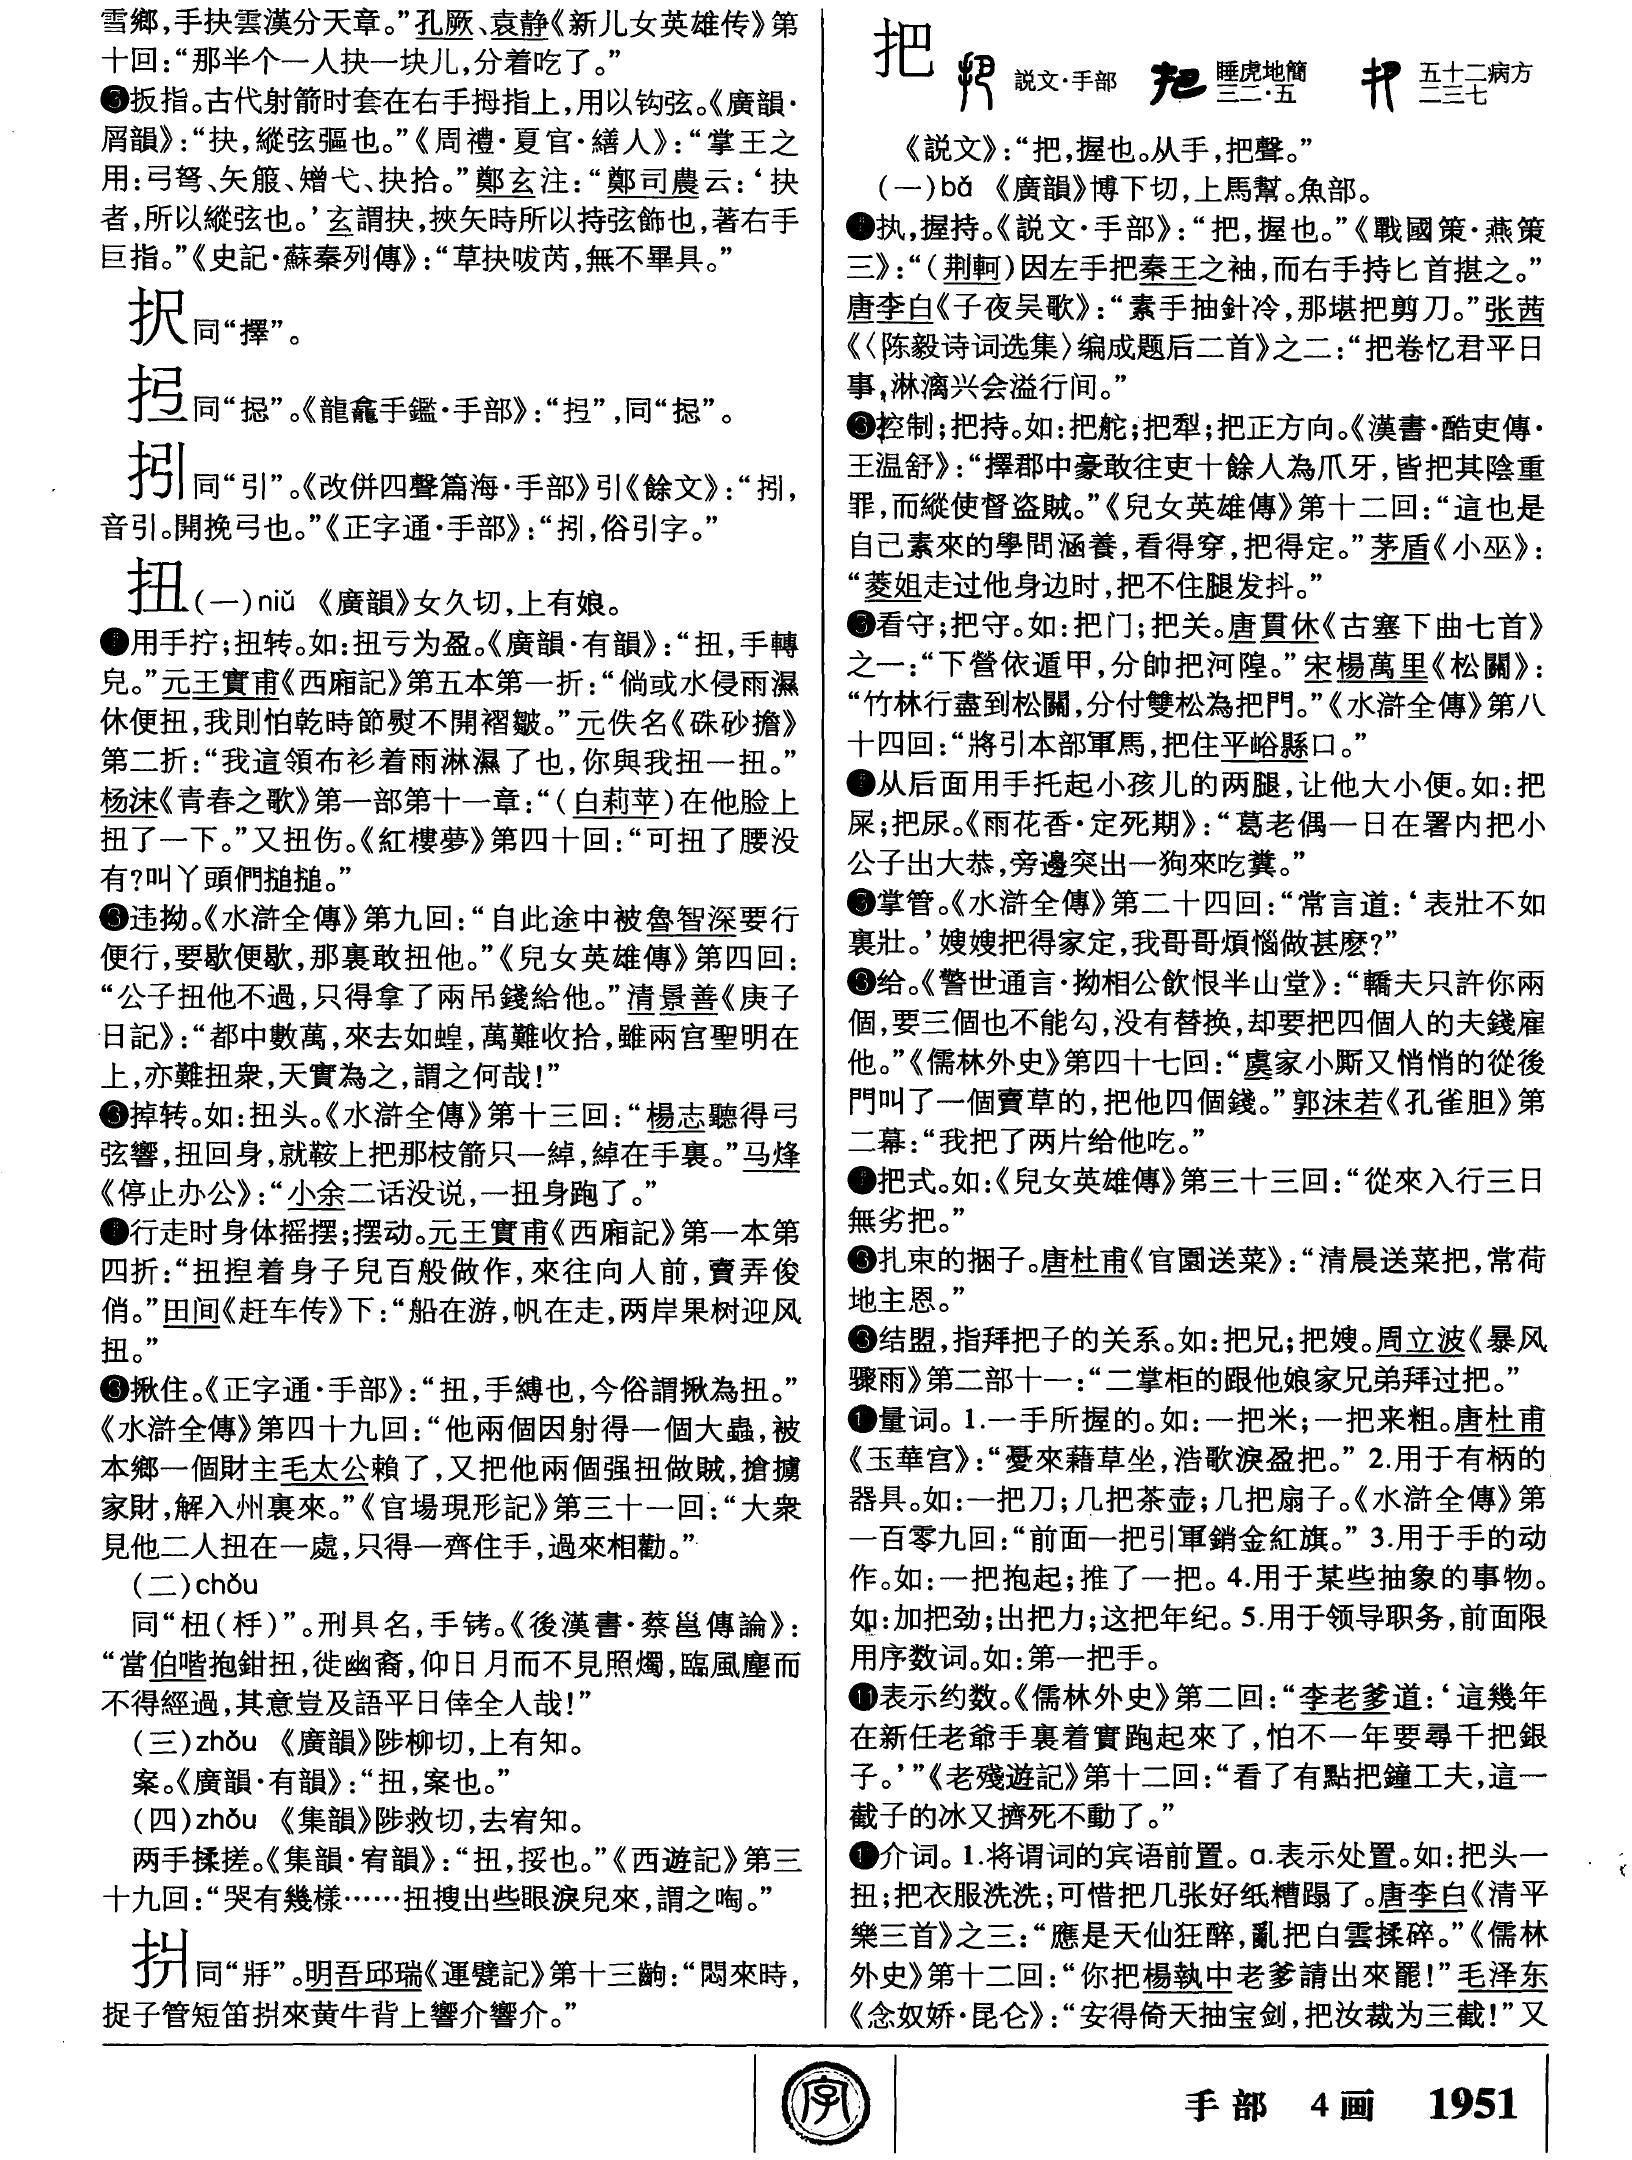 雪鄉,手抉雲漢分天章。”孔厥、袁静《新儿女英雄传》第
十回:“那半个一人抉一块儿,分着吃了。”
❸扳指。古代射箭时套在右手拇指上,用以钩弦。《廣韻·
屑韻》:“抉,縱弦彄也。”《周禮·夏官·繕人》:“掌王之
用:弓弩、矢箙、矰弋、抉拾。”鄭玄注:“鄭司農云:‘抉
者,所以縱弦也。’玄謂抉,挾矢時所以持弦飾也,著右手
巨指。”《史記·蘇秦列傳》:“草抉㕹芮,無不畢具。”
択同“擇”。
同“摁”。《龍龕手鑑·手部》:“”,同“摁”。
同“引”。《改併四聲篇海·手部》引《餘文》:“,
音引。開挽弓也。”《正字通·手部》:“,俗引字。”
扭(一)niǔ 《廣韻》女久切,上有娘。
❶用手拧;扭转。如:扭亏为盈。《廣韻·有韻》:“扭,手轉
皃。”元王實甫《西廂記》第五本第一折:“倘或水侵雨濕
休便扭,我則怕乾時節熨不開褶皺。”元佚名《硃砂擔》
第二折:“我這領布衫着雨淋濕了也,你與我扭一扭。”
杨沫《青春之歌》第一部第十一章:“(白莉苹)在他脸上
扭了一下。”又扭伤。《紅樓夢》第四十回:“可扭了腰没
有?叫丫頭們搥搥。”
❷违拗。《水滸全傳》第九回:“自此途中被魯智深要行
便行,要歇便歇,那裏敢扭他。”《兒女英雄傳》第四回:
“公子扭他不過,只得拿了兩吊錢給他。”清景善《庚子
日記》:“都中數萬,來去如蝗,萬難收拾,雖兩宫聖明在
上,亦難扭衆,天實為之,謂之何哉!”
❸掉转。如:扭头。《水滸全傳》第十三回:“楊志聽得弓
弦響,扭回身,就鞍上把那枝箭只一綽,綽在手裏。”马烽
《停止办公》:“小余二话没说,一扭身跑了。”
❹行走时身体摇摆;摆动。元王實甫《西廂記》第一本第
四折:“扭揑着身子兒百般做作,來往向人前,賣弄俊
俏。”田间《赶车传》下:“船在游,帆在走,两岸果树迎风
扭。”
❺揪住。《正字通·手部》:“扭,手縛也,今俗謂揪為扭。”
《水滸全傳》第四十九回:“他兩個因射得一個大蟲,被
本鄉一個財主毛太公賴了,又把他兩個强扭做賊,搶擄
家財,解入州裏來。”《官場現形記》第三十一回:“大衆
見他二人扭在一處,只得一齊住手,過來相勸。”
(二)chǒu
同“杻(杽)”。刑具名,手铐。《後漢書·蔡邕傳論》:
“當伯喈抱鉗扭,徙幽裔,仰日月而不見照燭,臨風塵而
不得經過,其意豈及語平日倖全人哉!”
(三)zhǒu 《廣韻》陟柳切,上有知。
案。《廣韻·有韻》:“扭,案也。”
(四)zhǒu 《集韻》陟救切,去宥知。
两手揉搓。《集韻·宥韻》:“扭,挼也。”《西遊記》第三
十九回:“哭有幾樣……扭搜出些眼淚兒來,謂之啕。”
同“牂”。明吾邱瑞《運甓記》第十三齣:“悶來時,
捉子管短笛來黄牛背上響介響介。”
把 説文·手部 睡虎地簡三二·五 五十二病方二三七
《説文》:“把,握也。从手,把聲。”
(一)bǎ 《廣韻》博下切,上馬幫。魚部。
❶执,握持。《説文·手部》:“把,握也。”《戰國策·燕策
三》:“(荆軻)因左手把秦王之袖,而右手持匕首揕之。”
唐李白《子夜吴歌》:“素手抽針冷,那堪把剪刀。”张茜
《〈陈毅诗词选集〉编成题后二首》之二:“把卷忆君平日
事,淋漓兴会溢行间。”
❷控制;把持。如:把舵;把犁;把正方向。《漢書·酷吏傳·
王温舒》:“擇郡中豪敢往吏十餘人為爪牙,皆把其陰重
罪,而縱使督盗賊。”《兒女英雄傳》第十二回:“這也是
自己素來的學問涵養,看得穿,把得定。”茅盾《小巫》:
“菱姐走过他身边时,把不住腿发抖。”
❸看守;把守。如:把门;把关。唐貫休《古塞下曲七首》
之一:“下營依遁甲,分帥把河隍。”宋楊萬里《松關》:
“竹林行盡到松關,分付雙松為把門。”《水滸全傳》第八
十四回:“將引本部軍馬,把住平峪縣口。”
❹从后面用手托起小孩儿的两腿,让他大小便。如:把
屎;把尿。《雨花香·定死期》:“葛老偶一日在署内把小
公子出大恭,旁邊突出一狗來吃糞。”
❺掌管。《水滸全傳》第二十四回:“常言道:‘表壯不如
裏壯。’嫂嫂把得家定,我哥哥煩惱做甚麽?”
❻给。《警世通言·拗相公飲恨半山堂》:“轎夫只許你兩
個,要三個也不能勾,没有替换,却要把四個人的夫錢雇
他。”《儒林外史》第四十七回:“虞家小厮又悄悄的從後
門叫了一個賣草的,把他四個錢。”郭沫若《孔雀胆》第
二幕:“我把了两片给他吃。”
❼把式。如:《兒女英雄傳》第三十三回:“從來入行三日
無劣把。”
❽扎束的捆子。唐杜甫《官園送菜》:“清晨送菜把,常荷
地主恩。”
❾结盟,指拜把子的关系。如:把兄;把嫂。周立波《暴风
骤雨》第二部十一:“二掌柜的跟他娘家兄弟拜过把。”
❿量词。1.一手所握的。如:一把米;一把来粗。唐杜甫
《玉華宫》:“憂來藉草坐,浩歌淚盈把。” 2.用于有柄的
器具。如:一把刀;几把茶壶;几把扇子。《水滸全傳》第
一百零九回:“前面一把引軍銷金紅旗。” 3.用于手的动
作。如:一把抱起;推了一把。4.用于某些抽象的事物。
如:加把劲;出把力;这把年纪。5.用于领导职务,前面限
用序数词。如:第一把手。
⓫表示约数。《儒林外史》第二回:“李老爹道:‘這幾年
在新任老爺手裏着實跑起來了,怕不一年要尋千把銀
子。’”《老殘遊記》第十二回:“看了有點把鐘工夫,這一
截子的冰又擠死不動了。”
⓬介词。1.将谓词的宾语前置。a.表示处置。如:把头一
扭;把衣服洗洗;可惜把几张好纸糟蹋了。唐李白《清平
樂三首》之三:“應是天仙狂醉,亂把白雲揉碎。”《儒林
外史》第十二回:“你把楊執中老爹請出來罷!”毛泽东
《念奴娇·昆仑》:“安得倚天抽宝剑,把汝裁为三截!”又
字
手部 4画 1951